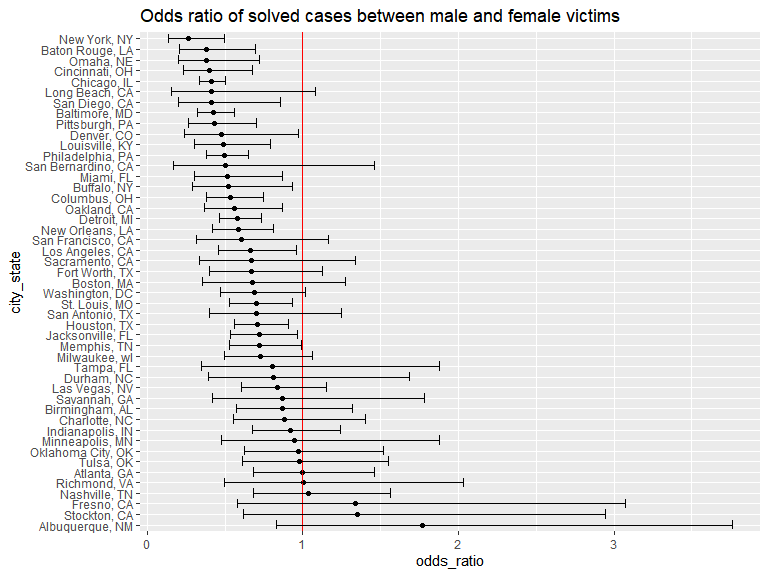 Odds ratio of solved cases between male and female victims
city_state
New York, NY
Baton Rouge, LA
Omaha, NE
Cincinnati, OH
Chicago, IL
Long Beach, CA
San Diego, CA
Baltimore, MD
Pittsburgh, PA
Denver, CO
Louisville, KY
Philadelphia, PA
San Bernardino, CA
Miami, FL
Buffalo, NY
Columbus, OH
Oakland, CA
Detroit, MI
New Orleans, LA
San Francisco, CA
Los Angeles, CA
Sacramento, CA
Fort Worth, TX
Boston, MA
Washington, DC
St. Louis, MO
San Antonio, TX
Houston, TX
Jacksonville, FL
Memphis, TN
Milwaukee, wI
Tampa, FL
Durham, NC
Las Vegas, NV
Savannah, GA
Birmingham, AL
Charlotte, NC
Indianapolis, IN
Minneapolis, MN
Oklahoma City, OK
Tulsa, OK
Atlanta, GA
Richmond, VA
Nashville, TN
Fresno, CA
Stockton, CA
Albuquerque, NM
0 1 2 3
odds_ratio